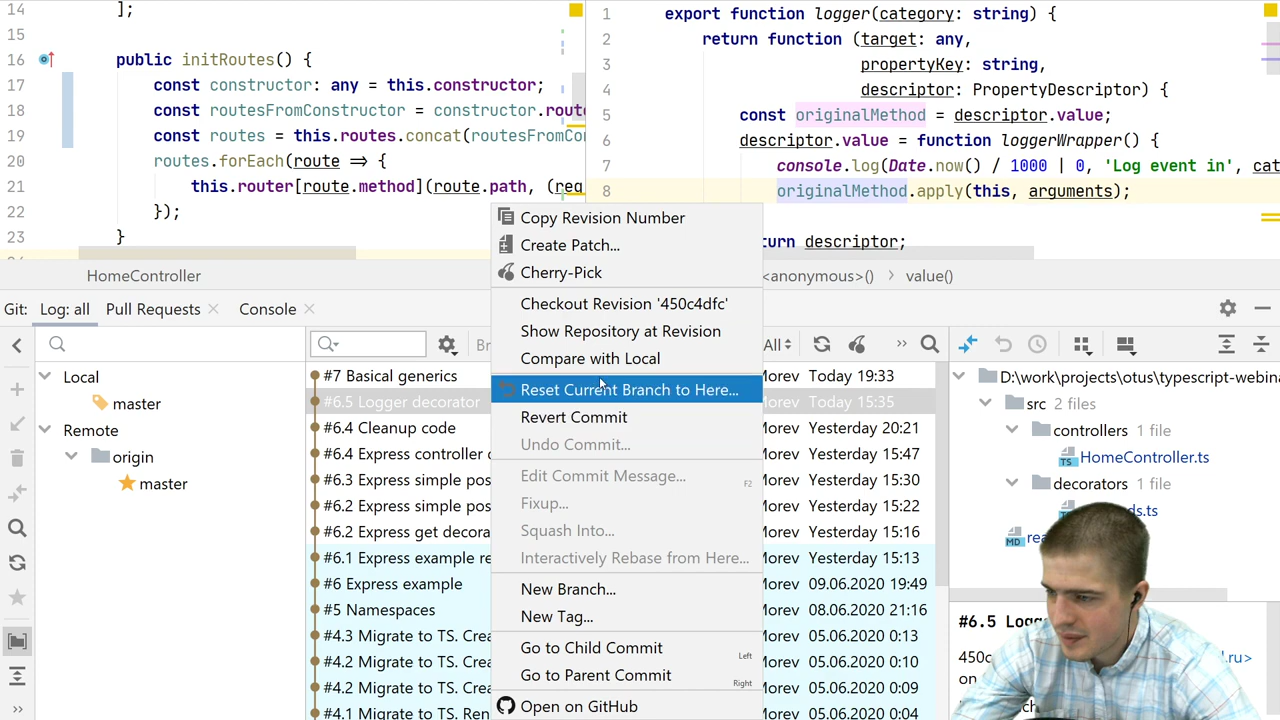 14 ];
15
16 public initRoutes() {
17 const constructor: any = this.constructor;
18 const routesFromConstructor = constructor.route
19 const routes = this.routes.concat(routesFromCo
20 routes.forEach(route => {
21 this.router[route.method](route.path, (req
22 });
23 }
1 export function logger(category: string) {
2 return function (target: any,
3 propertyKey: string,
4 descriptor: PropertyDescriptor) {
5 const originalMethod = descriptor.value;
6 descriptor.value = function loggerWrapper() {
7 console.log(Date.now() / 1000 | 0, 'Log event in', cat
8 originalMethod.apply(this, arguments);
turn descriptor;
HomeController
<anonymous>() > value()
Git: Log: all Pull Requests Console
Local
master
Remote
origin
master
Br
All
#7 Basical generics Morev Today 19:33
#6.5 Logger decorator Morev Today 15:35
#6.4 Cleanup code Morev Yesterday 20:21
#6.4 Express controller d Morev Yesterday 15:47
#6.3 Express simple pos Morev Yesterday 15:30
#6.2 Express simple pos Morev Yesterday 15:22
#6.2 Express get decora Morev Yesterday 15:16
#6.1 Express example re Morev Yesterday 15:13
#6 Express example Morev 09.06.2020 19:49
#5 Namespaces Morev 08.06.2020 21:16
#4.3 Migrate to TS. Crea Morev 05.06.2020 0:13
#4.2 Migrate to TS. Crea Morev 05.06.2020 0:10
#4.2 Migrate to TS. Crea Morev 05.06.2020 0:09
#4.1 Migrate to TS. Ren Morev 05.06.2020 0:04
Copy Revision Number
Create Patch...
Cherry-Pick
Checkout Revision '450c4dfc'
Show Repository at Revision
Compare with Local
Reset Current Branch to Here...
Revert Commit
Undo Commit...
Edit Commit Message... F2
Fixup...
Squash Into...
Interactively Rebase from Here...
New Branch...
New Tag...
Go to Child Commit Left
Go to Parent Commit Right
Open on GitHub
D:\work\projects\otus\typescript-webina
src 2 files
controllers 1 file
TS HomeController.ts
decorators 1 file
ds.ts
MD rea
#6.5 Logg
450c l.ru>
on